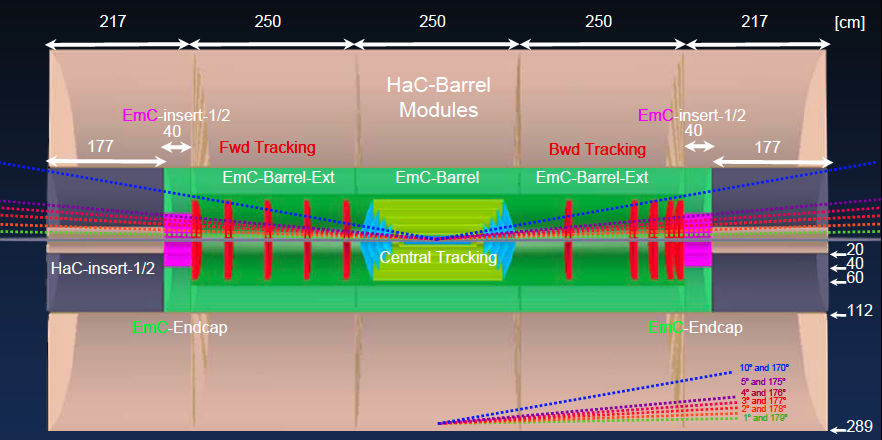 217 250 250 250 217 [cm]
HaC-Barrel
Modules
EmC-insert-1/2 EmC-insert-1/2
40 40
177 Fwd Tracking Bwd Tracking 177
EmC-Barrel-Ext EmC-Barrel EmC-Barrel-Ext
Central Tracking
HaC-insert-1/2
20
40
60
112
EmC-Endcap EmC-Endcap
10° and 170°
5° and 175°
4° and 176°
3° and 177°
2° and 178°
1° and 179°
289